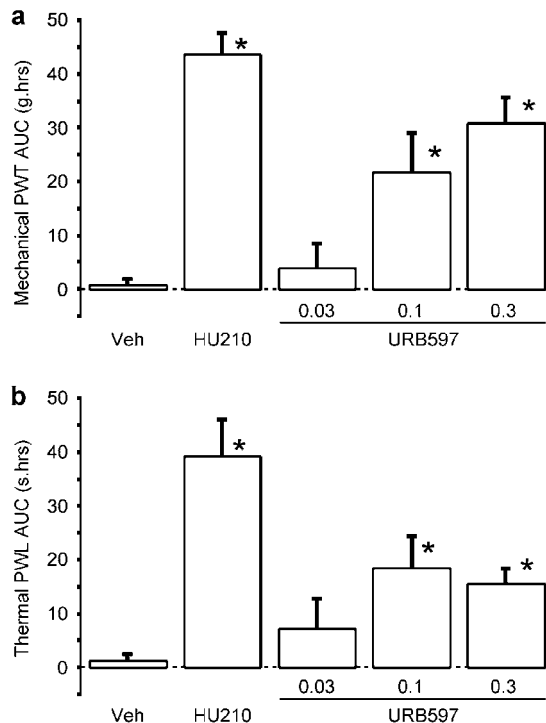 a
Mechanical PWT AUC (g.hrs)
50
40
30
20
10
0
*
*
*
0.03 0.1 0.3
Veh HU210 URB597
b
Thermal PWL AUC (s.hrs)
50
40
30
20
10
0
*
*
*
0.03 0.1 0.3
Veh HU210 URB597